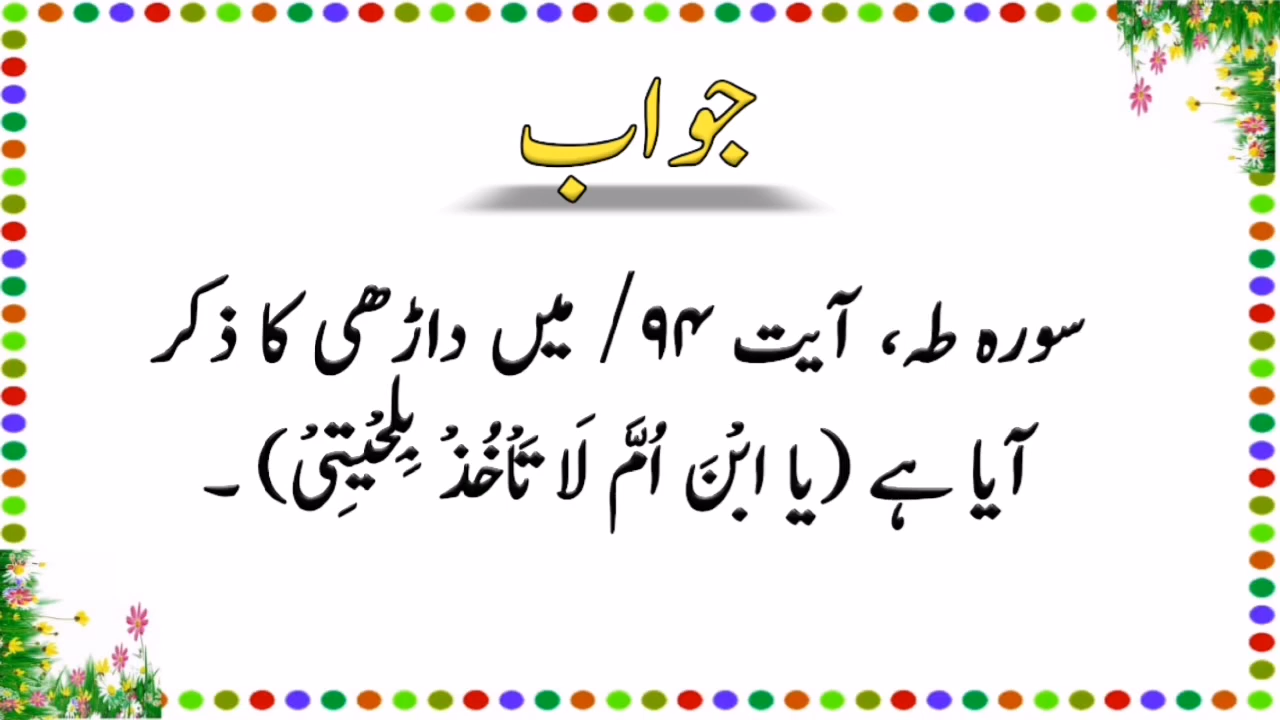 جواب
سورہ طہ، آیت ۹۴/ میں داڑھی کا ذکر
آیا ہے (یا ابْنَ اُمَّ لَا تَاْخُذْ بِلِحْیَتِیْ)۔